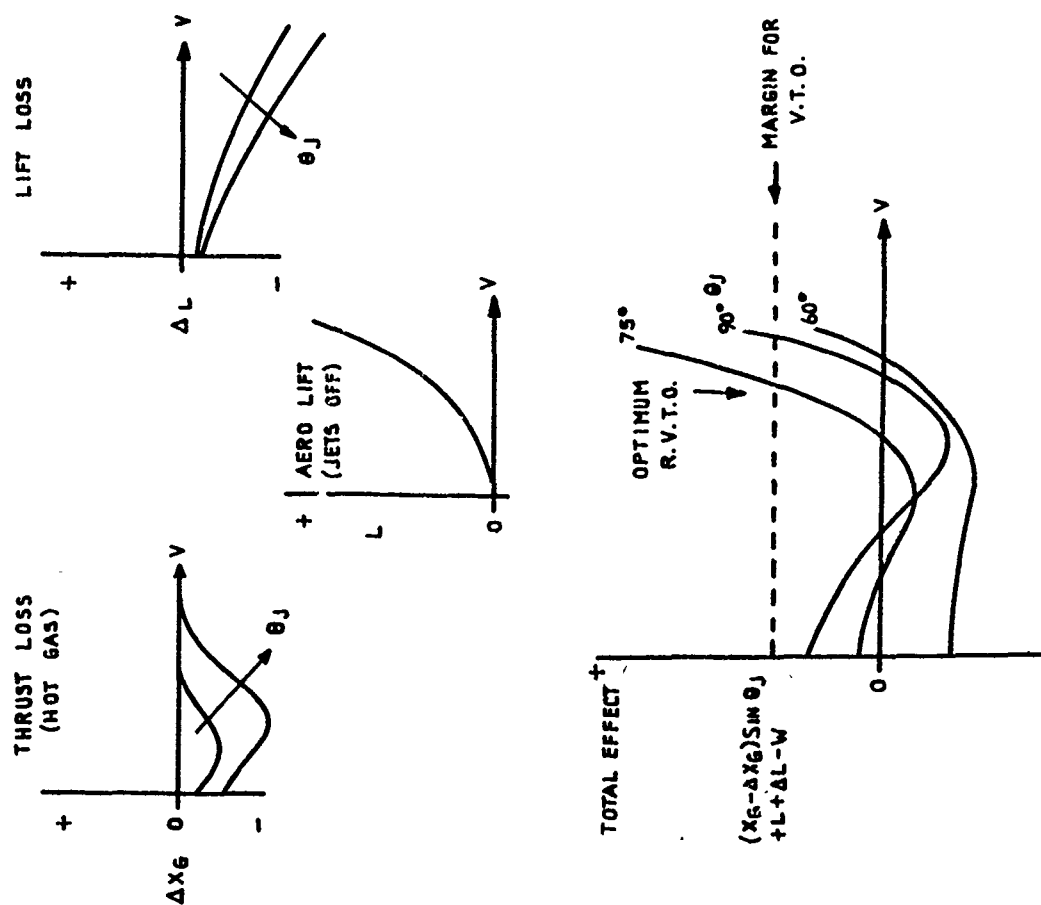 THRUST LOSS
(HOT GAS)
+
ΔXG
0
-
V
θJ
+
AERO LIFT
(JETS OFF)
L
0
V
LIFT LOSS
+
ΔL
-
V
θJ
TOTAL EFFECT
+
(XG-ΔXG)SIN θJ
+L+ΔL-W
0
OPTIMUM
R.V.T.O.
75°
90° θJ
60°
V
MARGIN FOR
V.T.O.